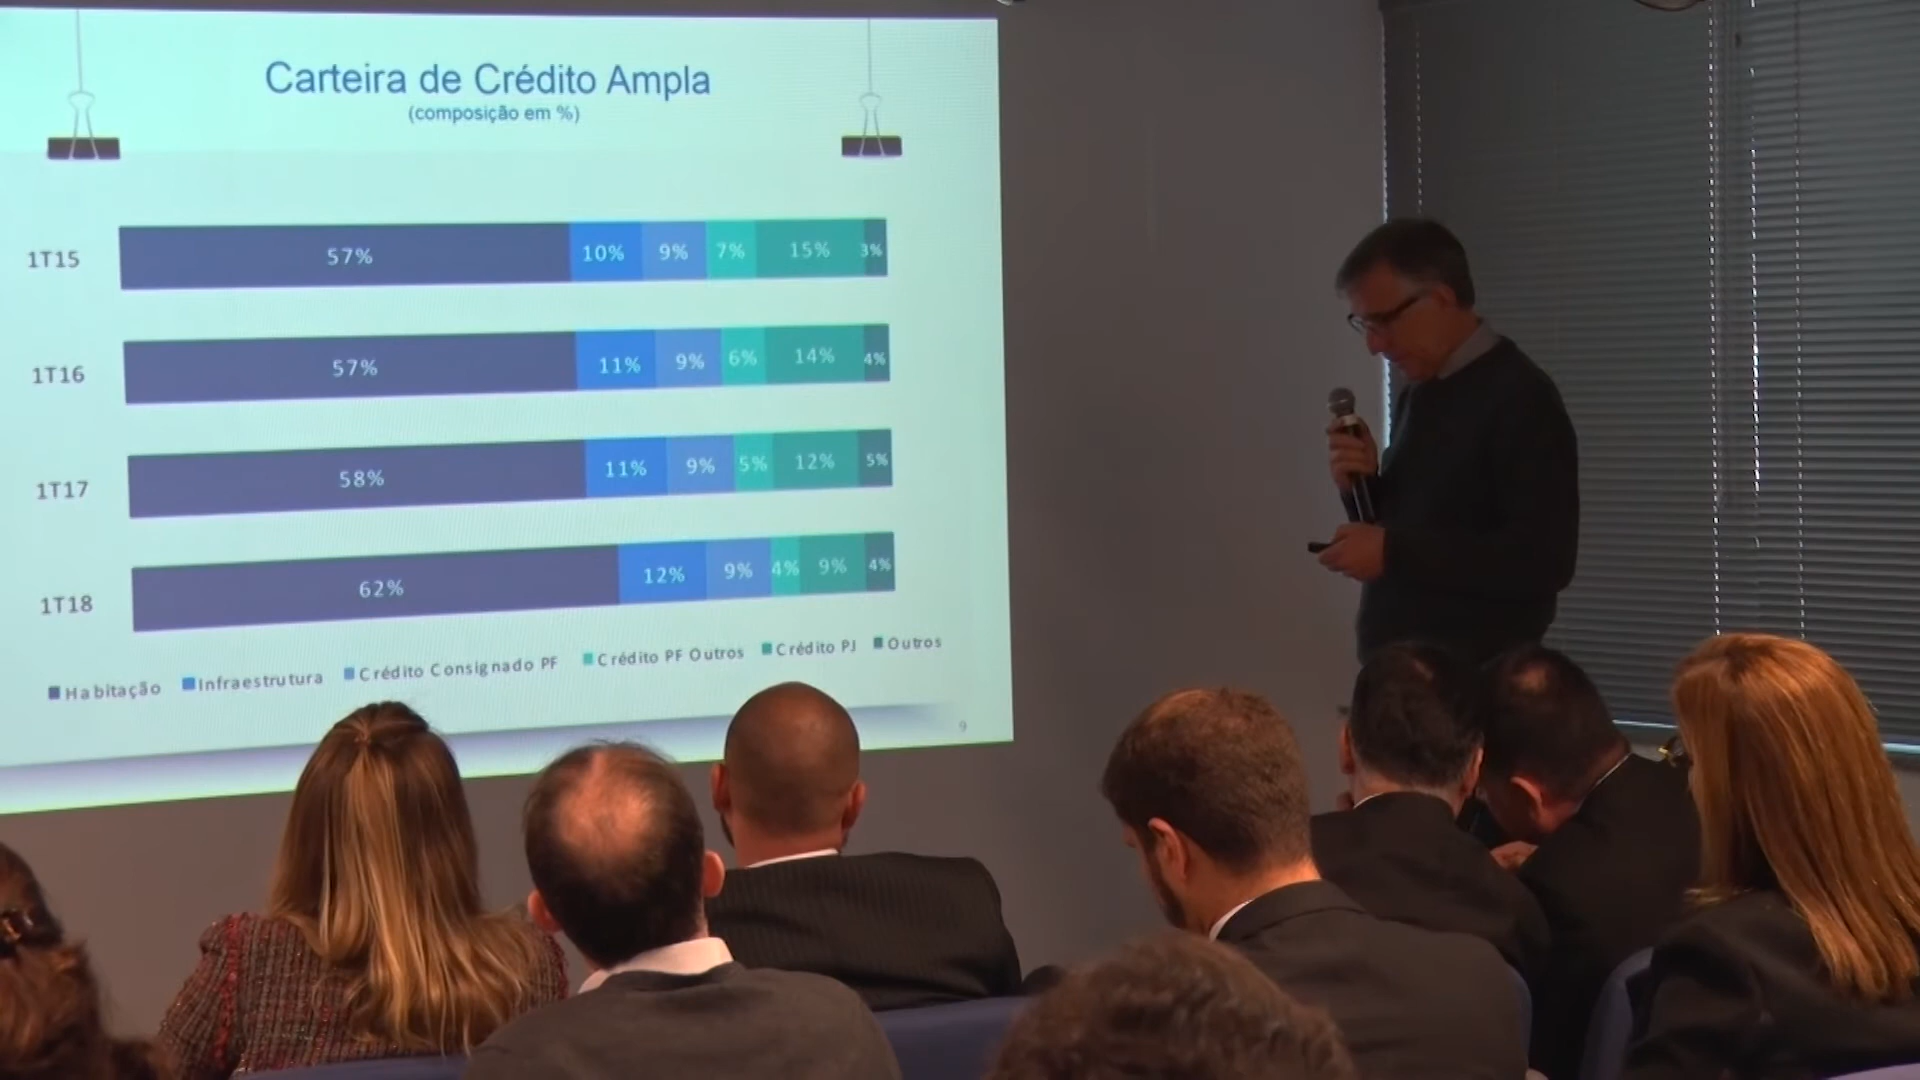 Carteira de Crédito Ampla
(composição em %)
1T15 57% 10% 9% 7% 15% 3%
1T16 57% 11% 9% 6% 14% 4%
1T17 58% 11% 9% 5% 12% 5%
1T18 62% 12% 9% 4% 9% 4%
Habitação Infraestrutura Crédito Consignado PF Crédito PF Outros Crédito PJ Outros
9